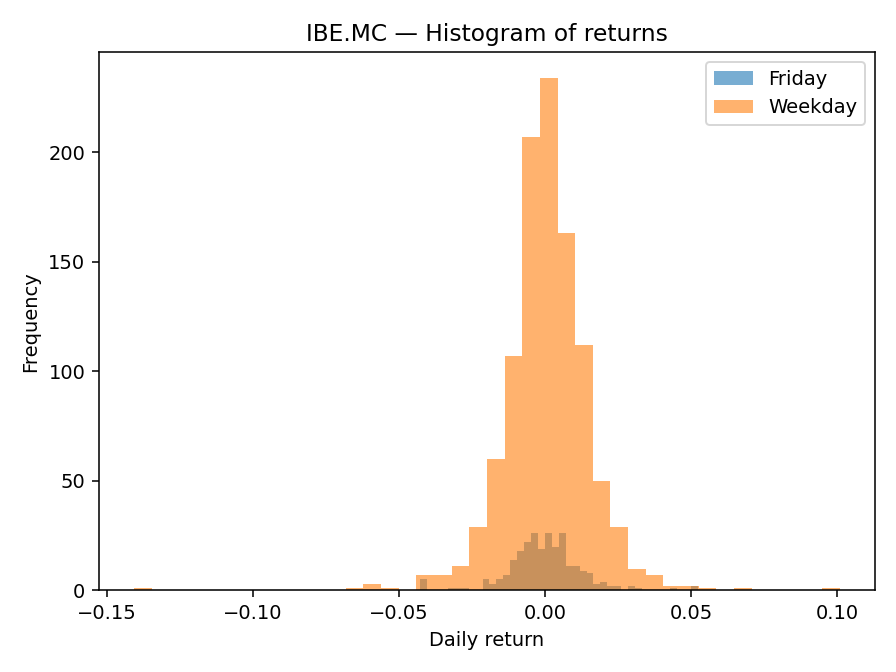 IBE.MC — Histogram of returns
Friday
Weekday
Frequency
200
150
100
50
0
−0.15
−0.10
−0.05
0.00
0.05
0.10
Daily return